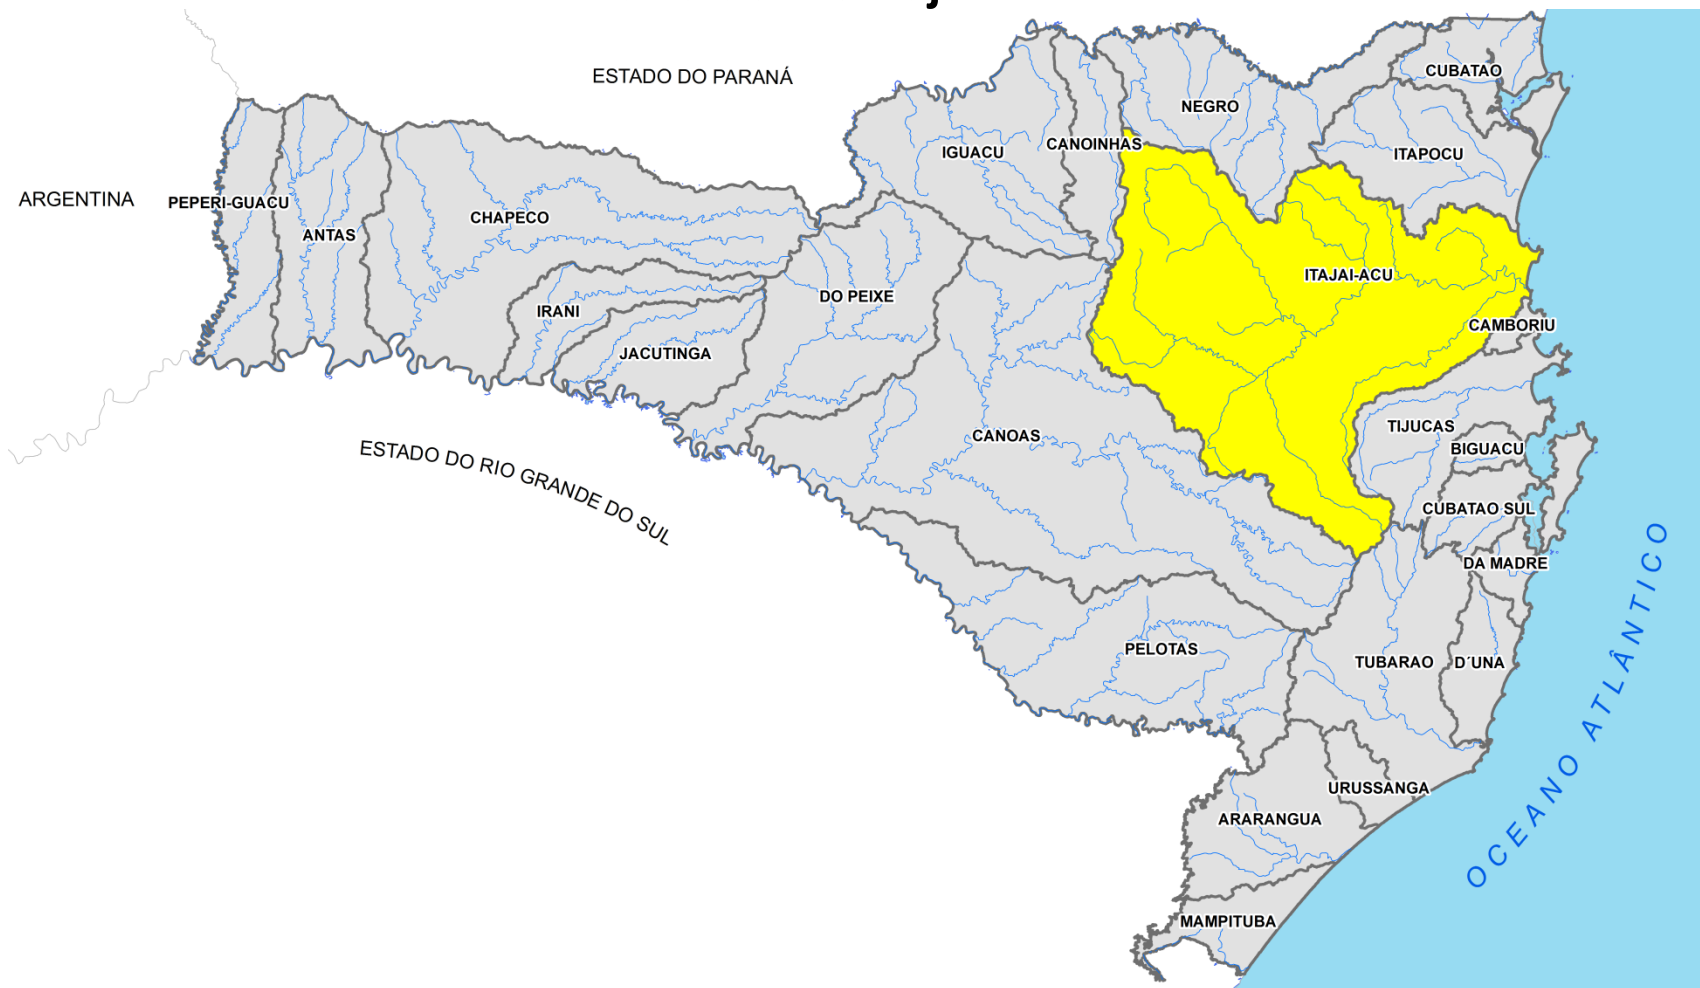 ESTADO DO PARANÁ
CUBATAO
NEGRO
CANOINHAS
IGUACU
ITAPOCU
ARGENTINA
PEPERI-GUACU
CHAPECO
ANTAS
ITAJAI-ACU
DO PEIXE
IRANI
CAMBORIU
JACUTINGA
TIJUCAS
CANOAS
BIGUACU
ESTADO DO RIO GRANDE DO SUL
CUBATAO SUL
DA MADRE
PELOTAS
TUBARAO
D´UNA
OCEANO ATLÂNTICO
URUSSANGA
ARARANGUA
MAMPITUBA